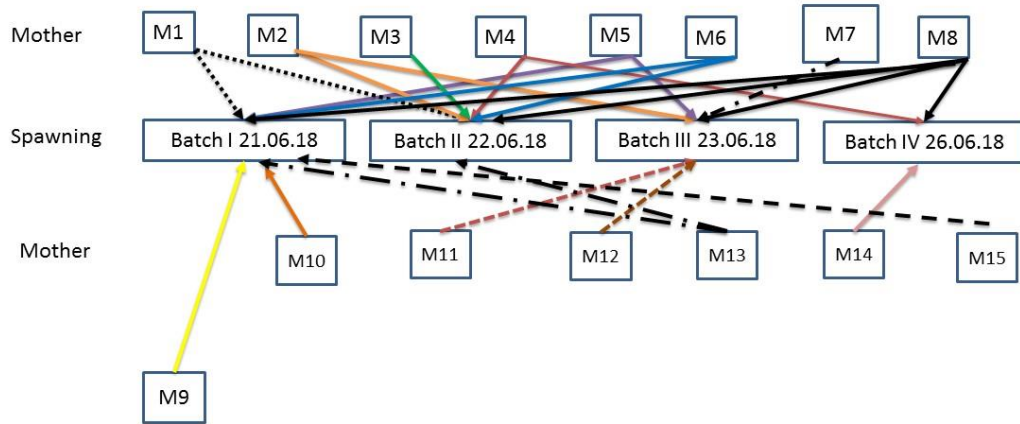 Mother M1 M2 M3 M4 M5 M6 M7 M8
Spawning Batch I 21.06.18 Batch II 22.06.18 Batch III 23.06.18 Batch IV 26.06.18
Mother M10 M11 M12 M13 M14 M15
M9